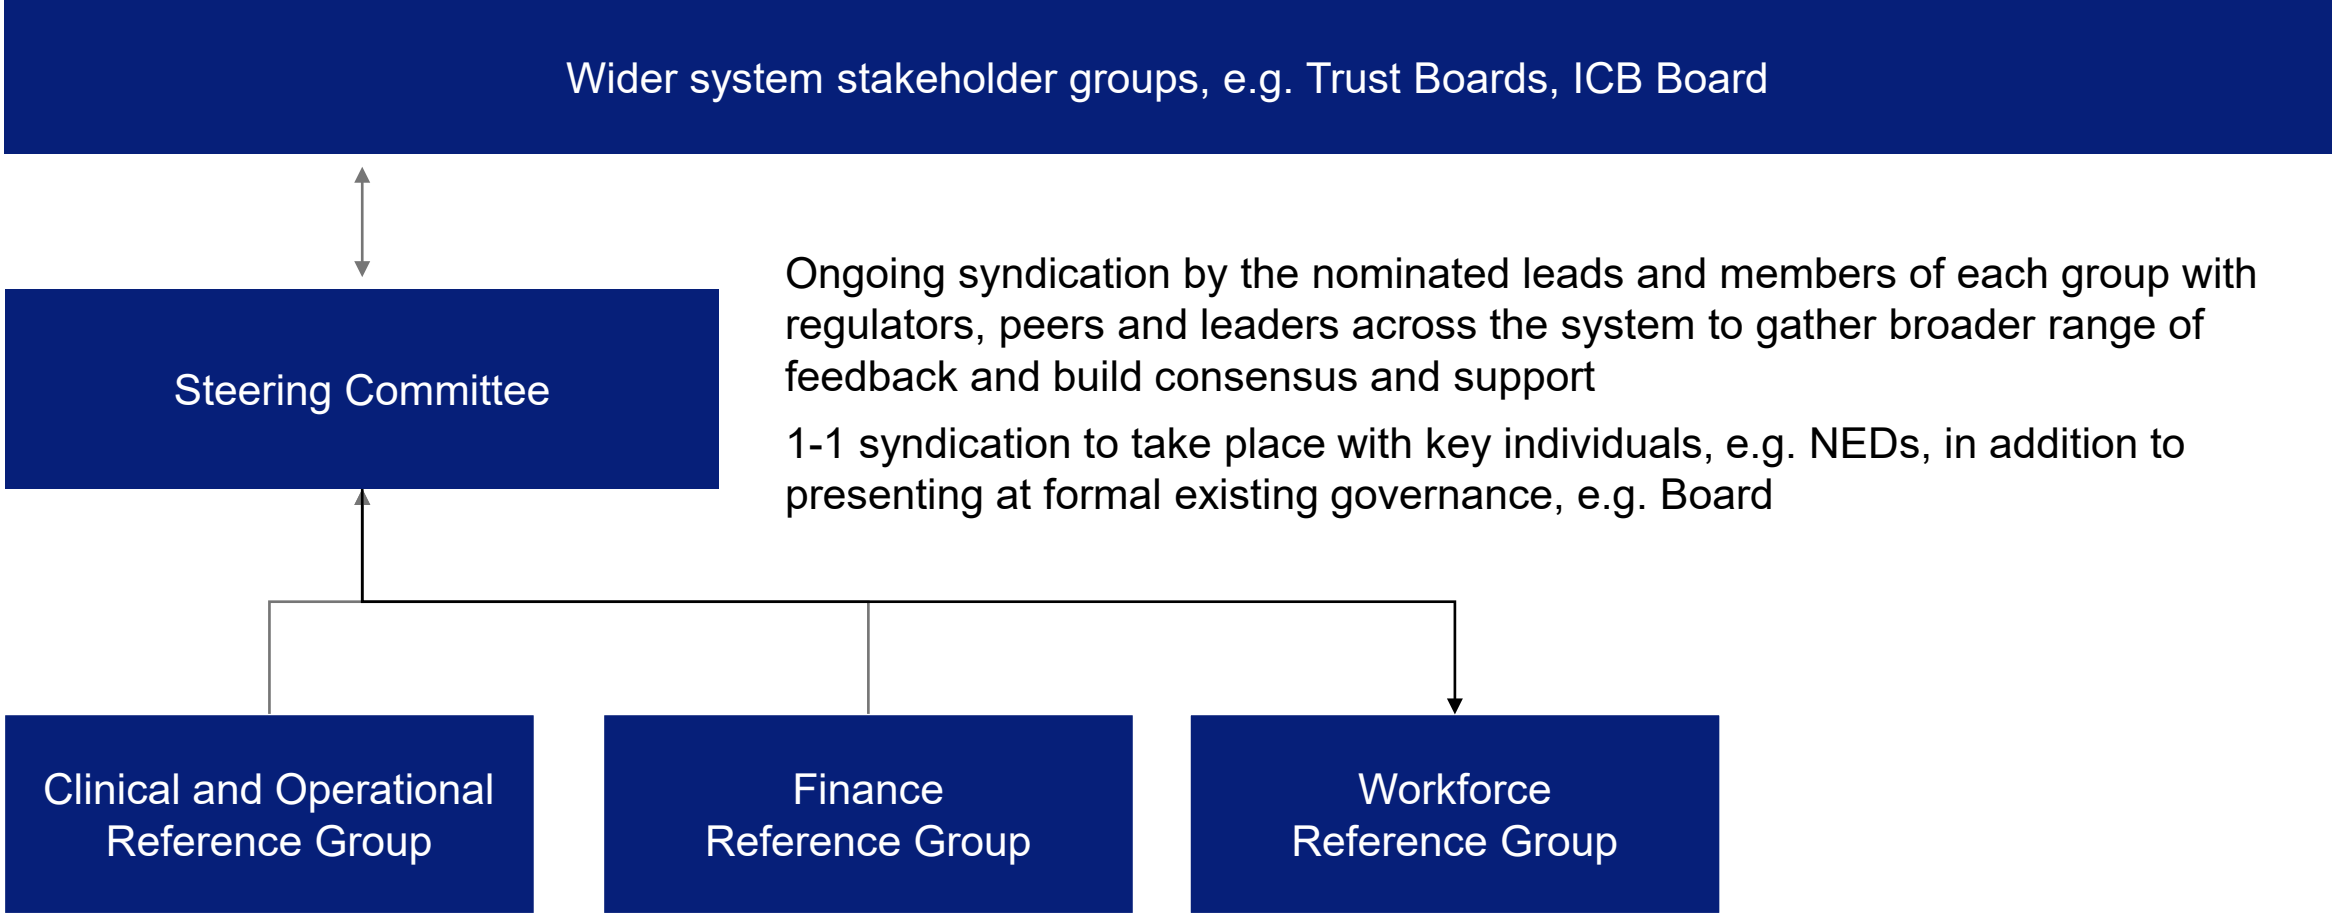 Wider system stakeholder groups, e.g. Trust Boards, ICB Board
Ongoing syndication by the nominated leads and members of each group with
regulators, peers and leaders across the system to gather broader range of
feedback and build consensus and support
1-1 syndication to take place with key individuals, e.g. NEDs, in addition to
presenting at formal existing governance, e.g. Board
Steering Committee
Clinical and Operational
Reference Group
Finance
Reference Group
Workforce
Reference Group